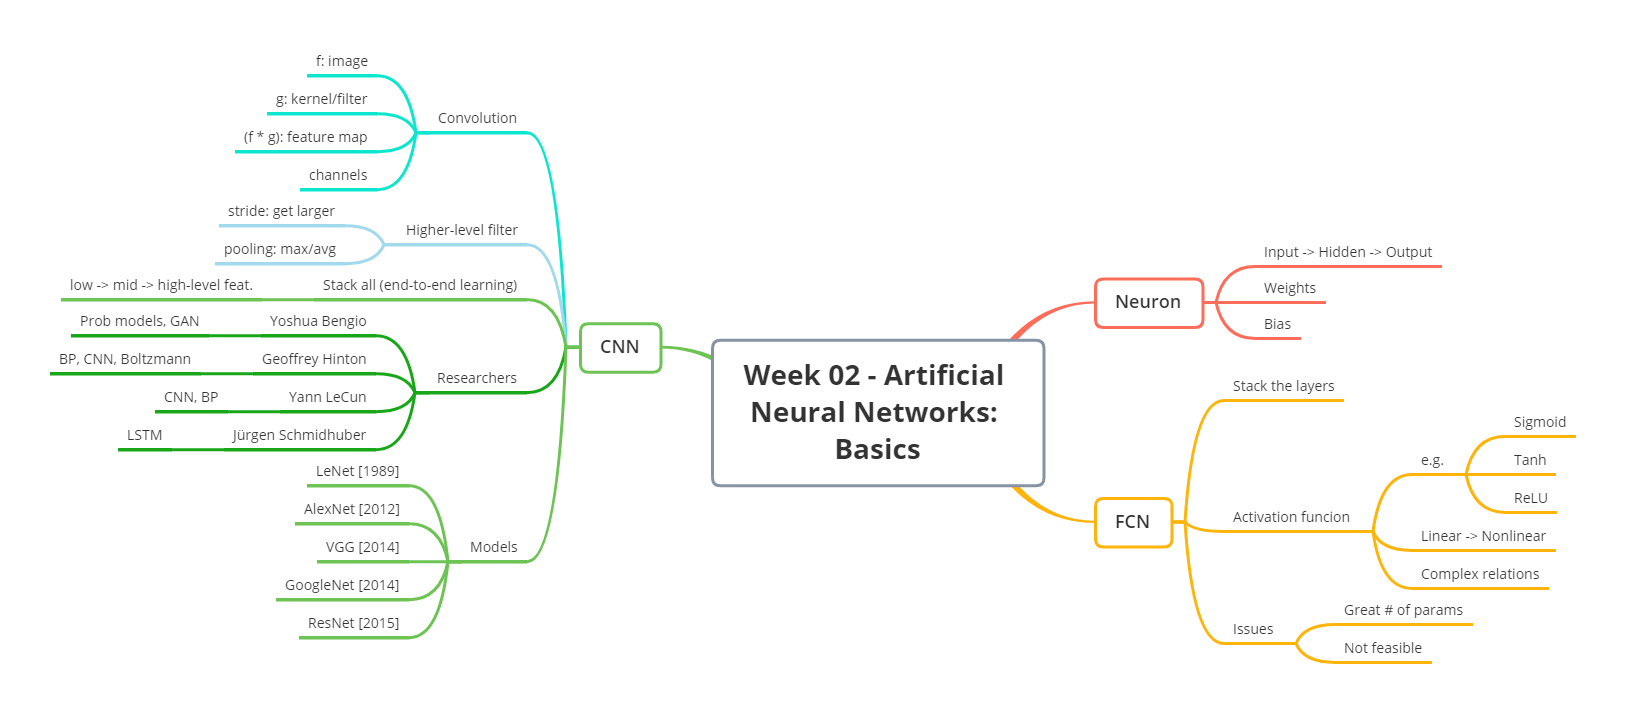 Week 02 - Artificial
Neural Networks:
Basics
Neuron
Input -> Hidden -> Output
Weights
Bias
FCN
Stack the layers
Activation funcion
e.g.
Sigmoid
Tanh
ReLU
Linear -> Nonlinear
Complex relations
Issues
Great # of params
Not feasible
CNN
Convolution
f: image
g: kernel/filter
(f * g): feature map
channels
Higher-level filter
stride: get larger
pooling: max/avg
Stack all (end-to-end learning)
low -> mid -> high-level feat.
Researchers
Yoshua Bengio
Prob models, GAN
Geoffrey Hinton
BP, CNN, Boltzmann
Yann LeCun
CNN, BP
Jürgen Schmidhuber
LSTM
Models
LeNet [1989]
AlexNet [2012]
VGG [2014]
GoogleNet [2014]
ResNet [2015]